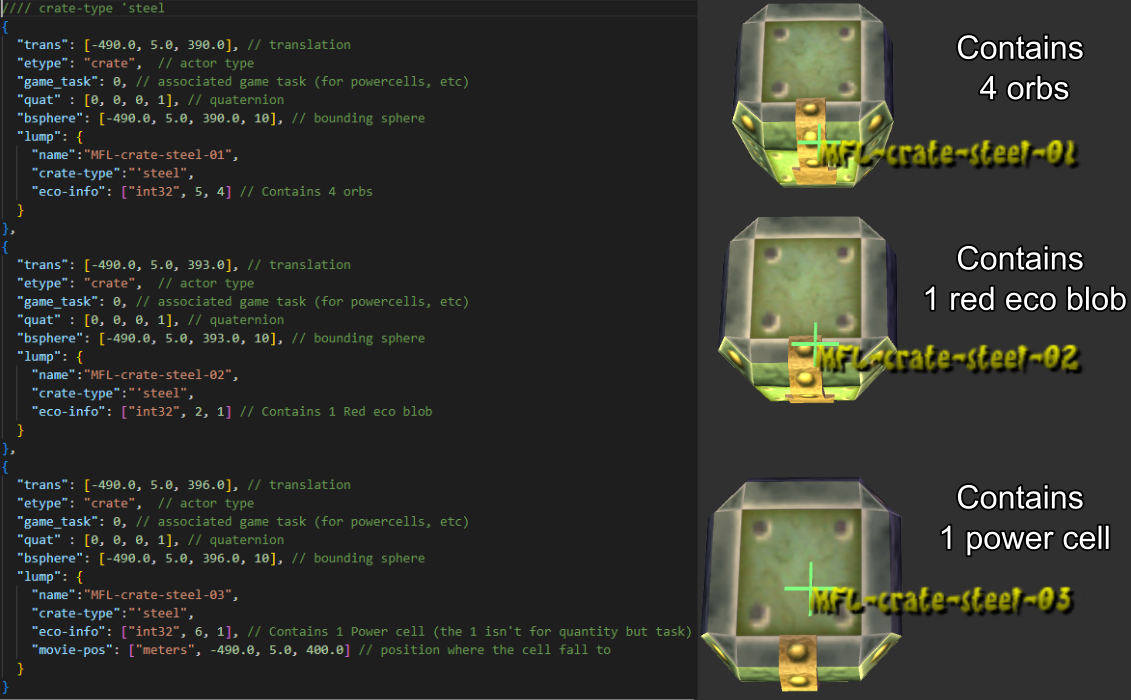 //// crate-type 'steel
{
"trans": [-490.0, 5.0, 390.0], // translation
"etype": "crate",  // actor type
"game_task": 0, // associated game task (for powercells, etc)
"quat" : [0, 0, 0, 1], // quaternion
"bsphere": [-490.0, 5.0, 390.0, 10], // bounding sphere
"lump": {
"name":"MFL-crate-steel-01",
"crate-type":"'steel",
"eco-info": ["int32", 5, 4] // Contains 4 orbs
}
},
{
"trans": [-490.0, 5.0, 393.0], // translation
"etype": "crate",  // actor type
"game_task": 0, // associated game task (for powercells, etc)
"quat" : [0, 0, 0, 1], // quaternion
"bsphere": [-490.0, 5.0, 393.0, 10], // bounding sphere
"lump": {
"name":"MFL-crate-steel-02",
"crate-type":"'steel",
"eco-info": ["int32", 2, 1] // Contains 1 Red eco blob
}
},
{
"trans": [-490.0, 5.0, 396.0], // translation
"etype": "crate",  // actor type
"game_task": 0, // associated game task (for powercells, etc)
"quat" : [0, 0, 0, 1], // quaternion
"bsphere": [-490.0, 5.0, 396.0, 10], // bounding sphere
"lump": {
"name":"MFL-crate-steel-03",
"crate-type":"'steel",
"eco-info": ["int32", 6, 1], // Contains 1 Power cell (the 1 isn't for quantity but task)
"movie-pos": ["meters", -490.0, 5.0, 400.0] // position where the cell fall to
}
}
Contains
4 orbs
MFL-crate-steel-01
Contains
1 red eco blob
MFL-crate-steel-02
Contains
1 power cell
MFL-crate-steel-03